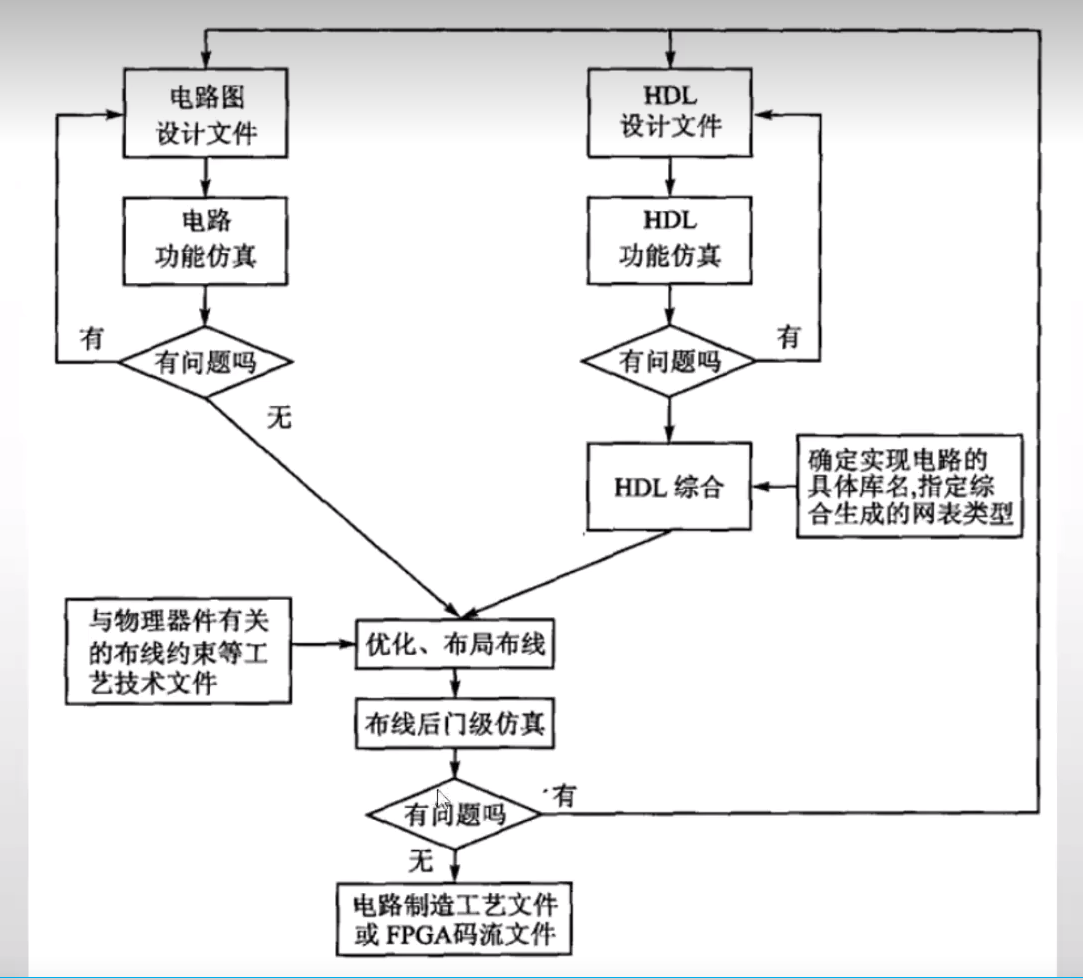 电路图
设计文件
HDL
设计文件
电路
功能仿真
HDL
功能仿真
有
有问题吗
有问题吗
有
无
HDL 综合
确定实现电路的
具体库名,指定综
合生成的网表类型
与物理器件有关
的布线约束等工
艺技术文件
优化、布局布线
布线后门级仿真
有问题吗
有
无
电路制造工艺文件
或 FPGA码流文件